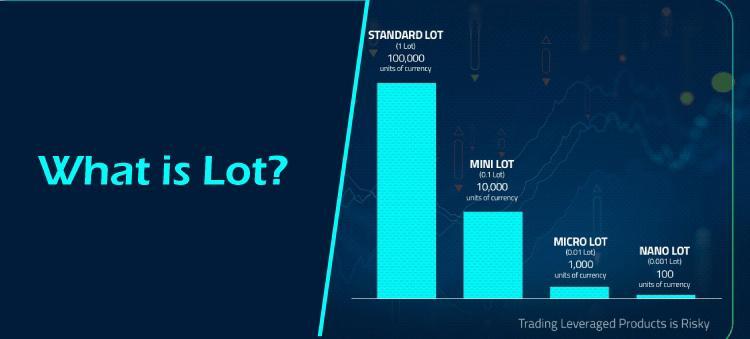 What is Lot?
STANDARD LOT
(1 Lot)
100,000
units of currency
MINI LOT
(0.1 Lot)
10,000
units of currency
MICRO LOT
(0.01 Lot)
1,000
units of currency
NANO LOT
(0.001 Lot)
100
units of currency
Trading Leveraged Products is Risky